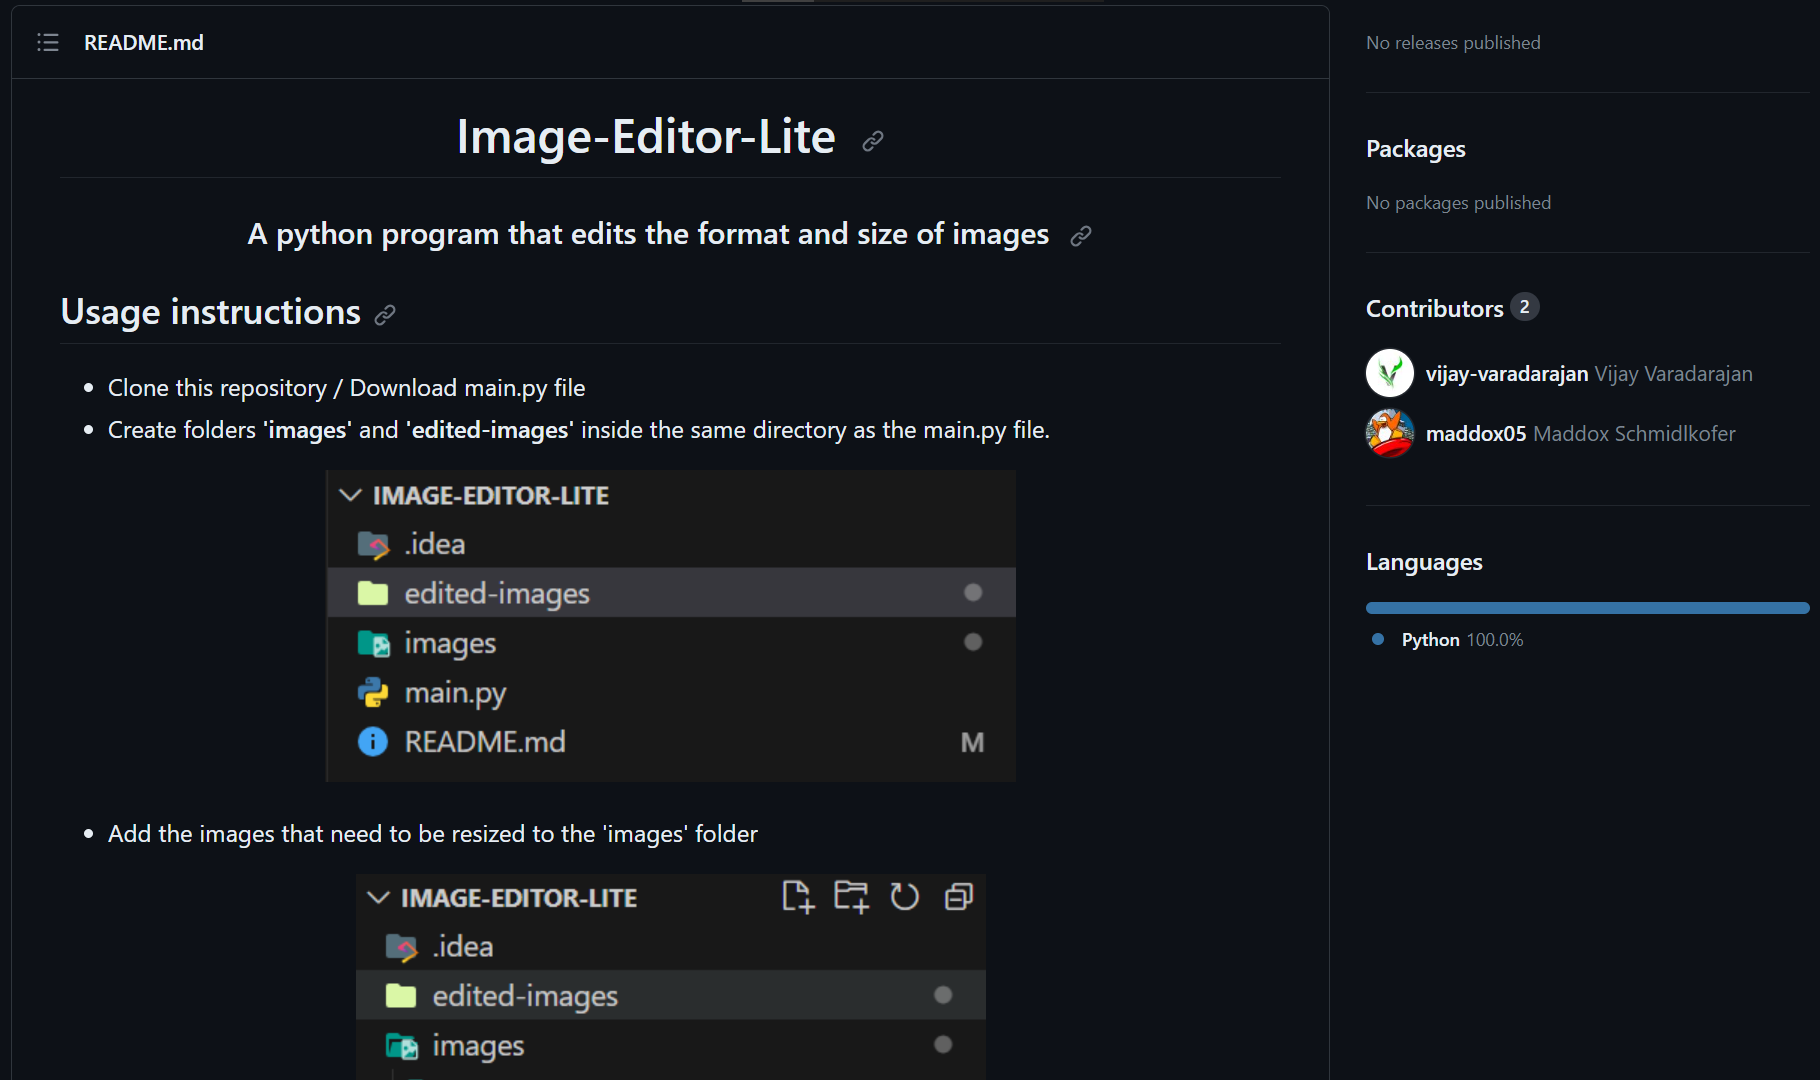 README.md
Image-Editor-Lite
A python program that edits the format and size of images
Usage instructions
Clone this repository / Download main.py file
Create folders 'images' and 'edited-images' inside the same directory as the main.py file.
IMAGE-EDITOR-LITE
.idea
edited-images
images
main.py
README.md M
Add the images that need to be resized to the 'images' folder
IMAGE-EDITOR-LITE
.idea
edited-images
images
No releases published
Packages
No packages published
Contributors 2
vijay-varadarajan Vijay Varadarajan
maddox05 Maddox Schmidlkofer
Languages
Python 100.0%